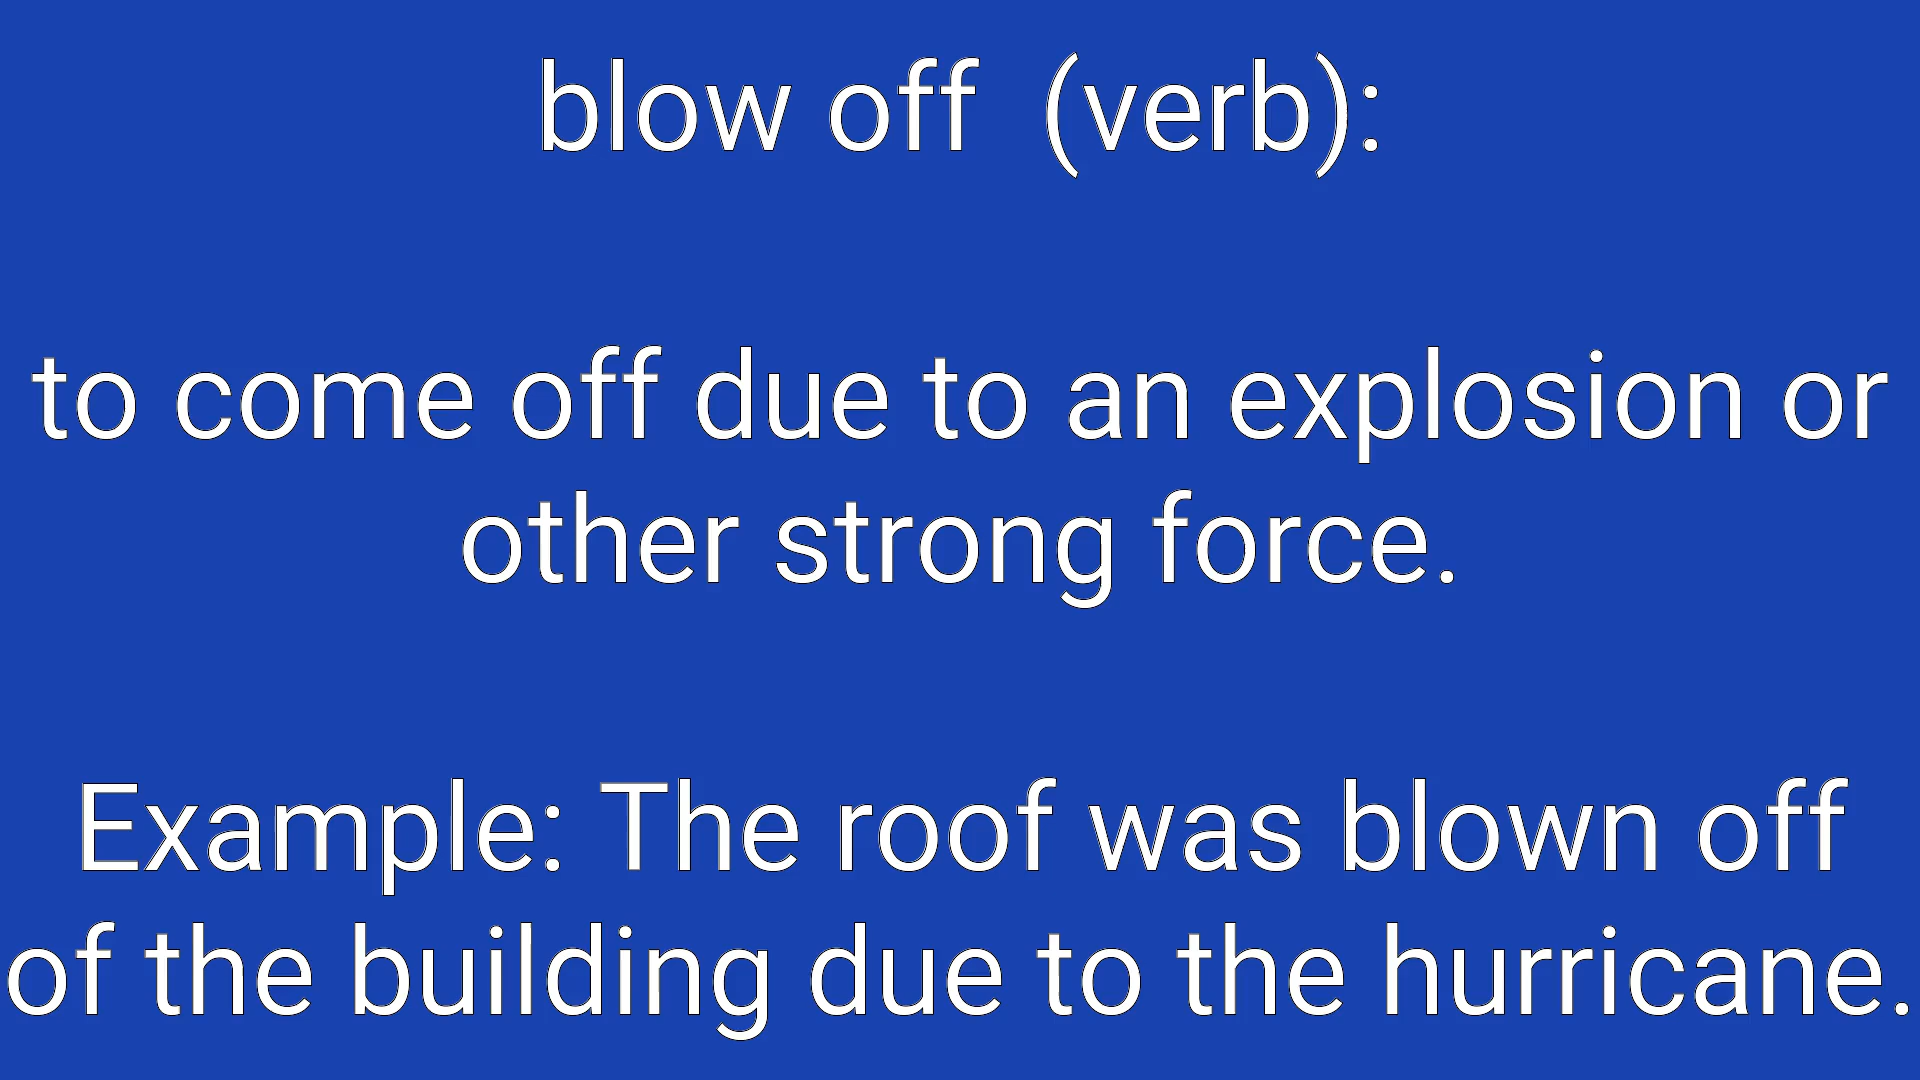 blow off  (verb):
to come off due to an explosion or
other strong force.
Example: The roof was blown off
of the building due to the hurricane.